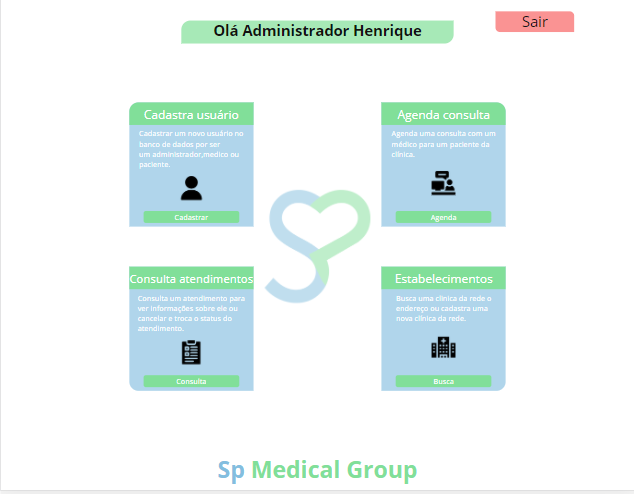 Olá Administrador Henrique
Sair
Cadastra usuário
Cadastrar um novo usuário no
banco de dados por ser
um administrador,medico ou
paciente.
Cadastrar
Agenda consulta
Agenda uma consulta com um
médico para um paciente da
clínica.
Agenda
Consulta atendimentos
Consulta um atendimento para
ver informações sobre ele ou
cancelar e troca o status do
atendimento.
Consulta
Estabelecimentos
Busca uma clínica da rede o
endereço ou cadastra uma
nova clínica da rede.
Busca
Sp Medical Group